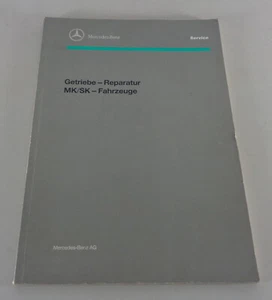 Mercedes-Benz
Service
Getriebe – Reparatur
MK/SK – Fahrzeuge
Mercedes-Benz AG